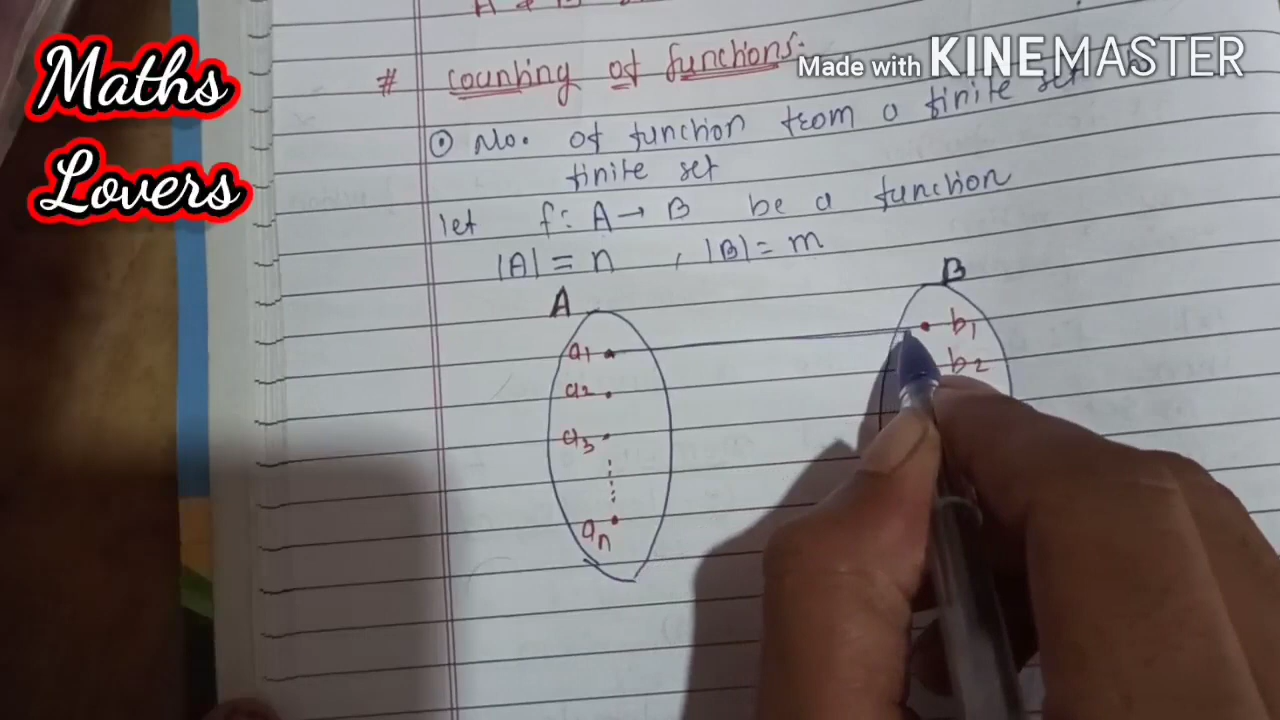 Maths
Lovers
Made with KINEMASTER
# counting of functions:-
⊙ No. of function from a finite set
finite set
let f: A → B be a function
|A| = n , |B| = m
A
B
a1
b1
a2
b2
a3
an